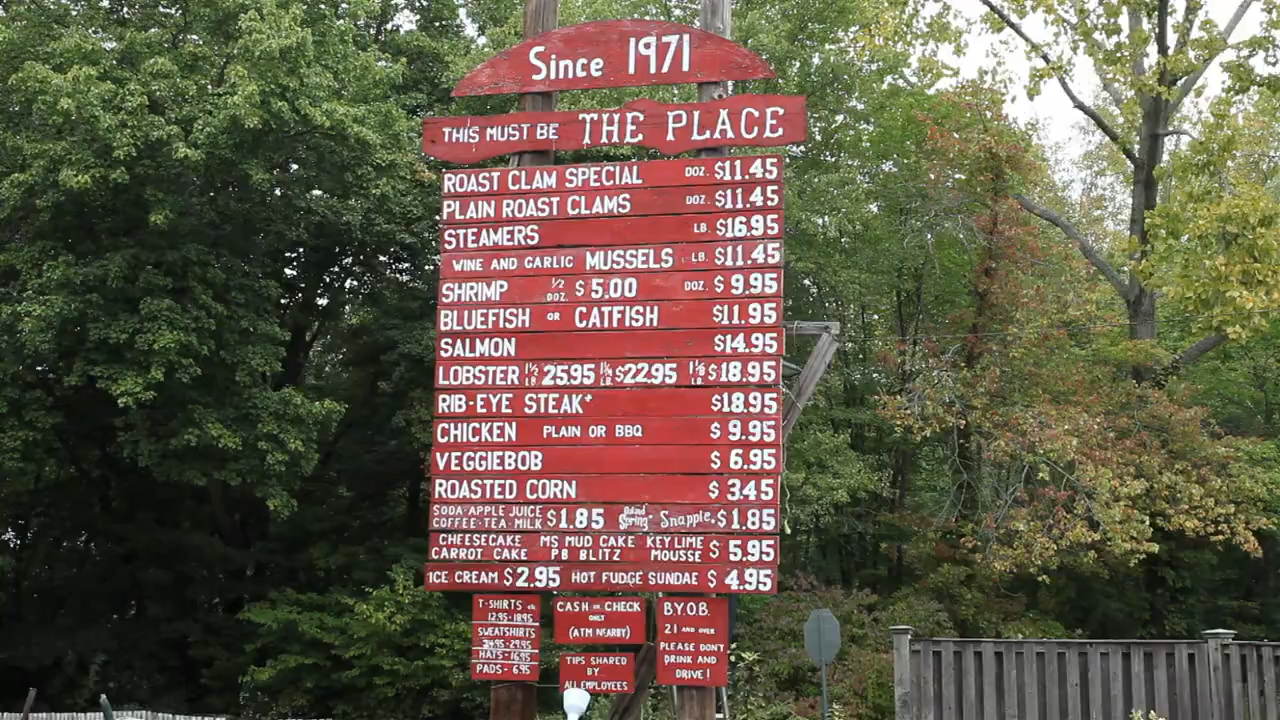 Since 1971
THIS MUST BE THE PLACE
ROAST CLAM SPECIAL DOZ. $11.45
PLAIN ROAST CLAMS DOZ. $11.45
STEAMERS LB. $16.95
WINE AND GARLIC MUSSELS LB. $11.45
SHRIMP 1/2 DOZ. $5.00 DOZ. $9.95
BLUEFISH OR CATFISH $11.95
SALMON $14.95
LOBSTER 1 1/2 LB. 25.95 1 1/4 LB. $22.95 1 1/8 LB. $18.95
RIB-EYE STEAK+ $18.95
CHICKEN PLAIN OR BBQ $9.95
VEGGIEBOB $6.95
ROASTED CORN $3.45
SODA-APPLE JUICE
COFFEE-TEA-MILK $1.85 Poland Spring Snapple $1.85
CHEESECAKE MS MUD CAKE KEY LIME
CARROT CAKE PB BLITZ MOUSSE $5.95
ICE CREAM $2.95 HOT FUDGE SUNDAE $4.95
T-SHIRTS
12.95-18.95
SWEATSHIRTS
-29.95
HATS-16.95
PADS-6.95
CASH OR CHECK
ONLY
(ATM NEARBY)
TIPS SHARED
BY
ALL EMPLOYEES
B.Y.O.B.
21 AND OVER
PLEASE DON'T
DRINK AND
DRIVE!